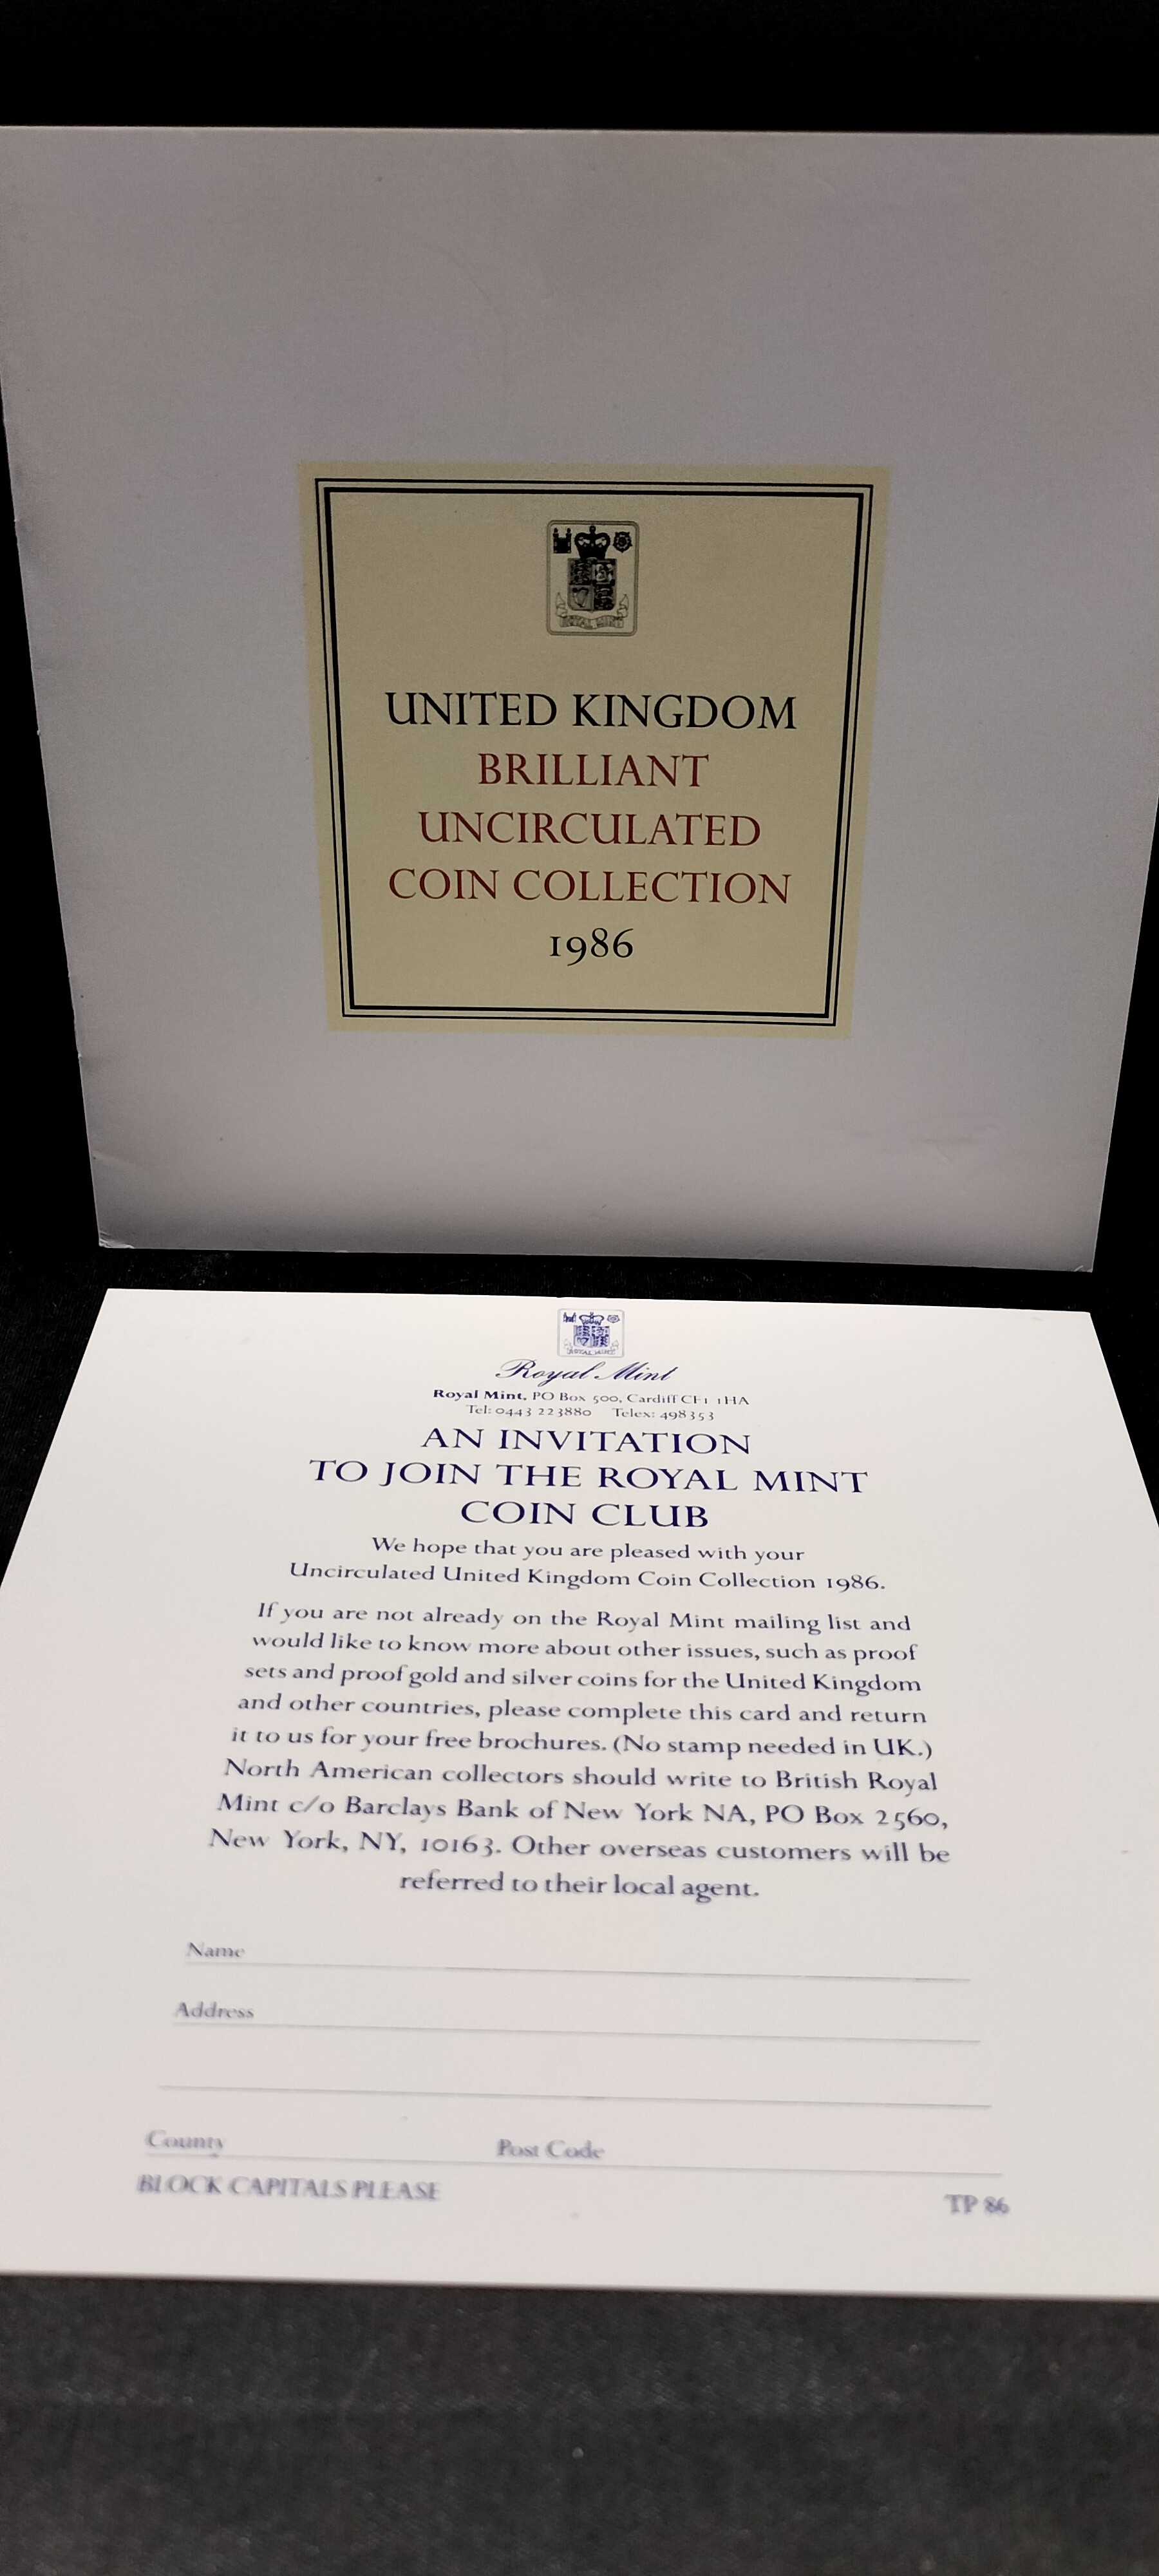 UNITED KINGDOM
BRILLIANT
UNCIRCULATED
COIN COLLECTION
1986
ROYAL MINT
Royal Mint
Royal Mint, PO Box 500, Cardiff CF1 1HA
Tel: 0443 223880 Telex: 498353
AN INVITATION
TO JOIN THE ROYAL MINT
COIN CLUB
We hope that you are pleased with your
Uncirculated United Kingdom Coin Collection 1986.
If you are not already on the Royal Mint mailing list and
would like to know more about other issues, such as proof
sets and proof gold and silver coins for the United Kingdom
and other countries, please complete this card and return
it to us for your free brochures. (No stamp needed in UK.)
North American collectors should write to British Royal
Mint c/o Barclays Bank of New York NA, PO Box 2560,
New York, NY, 10163. Other overseas customers will be
referred to their local agent.
Name
Address
County Post Code
BLOCK CAPITALS PLEASE
TP 86